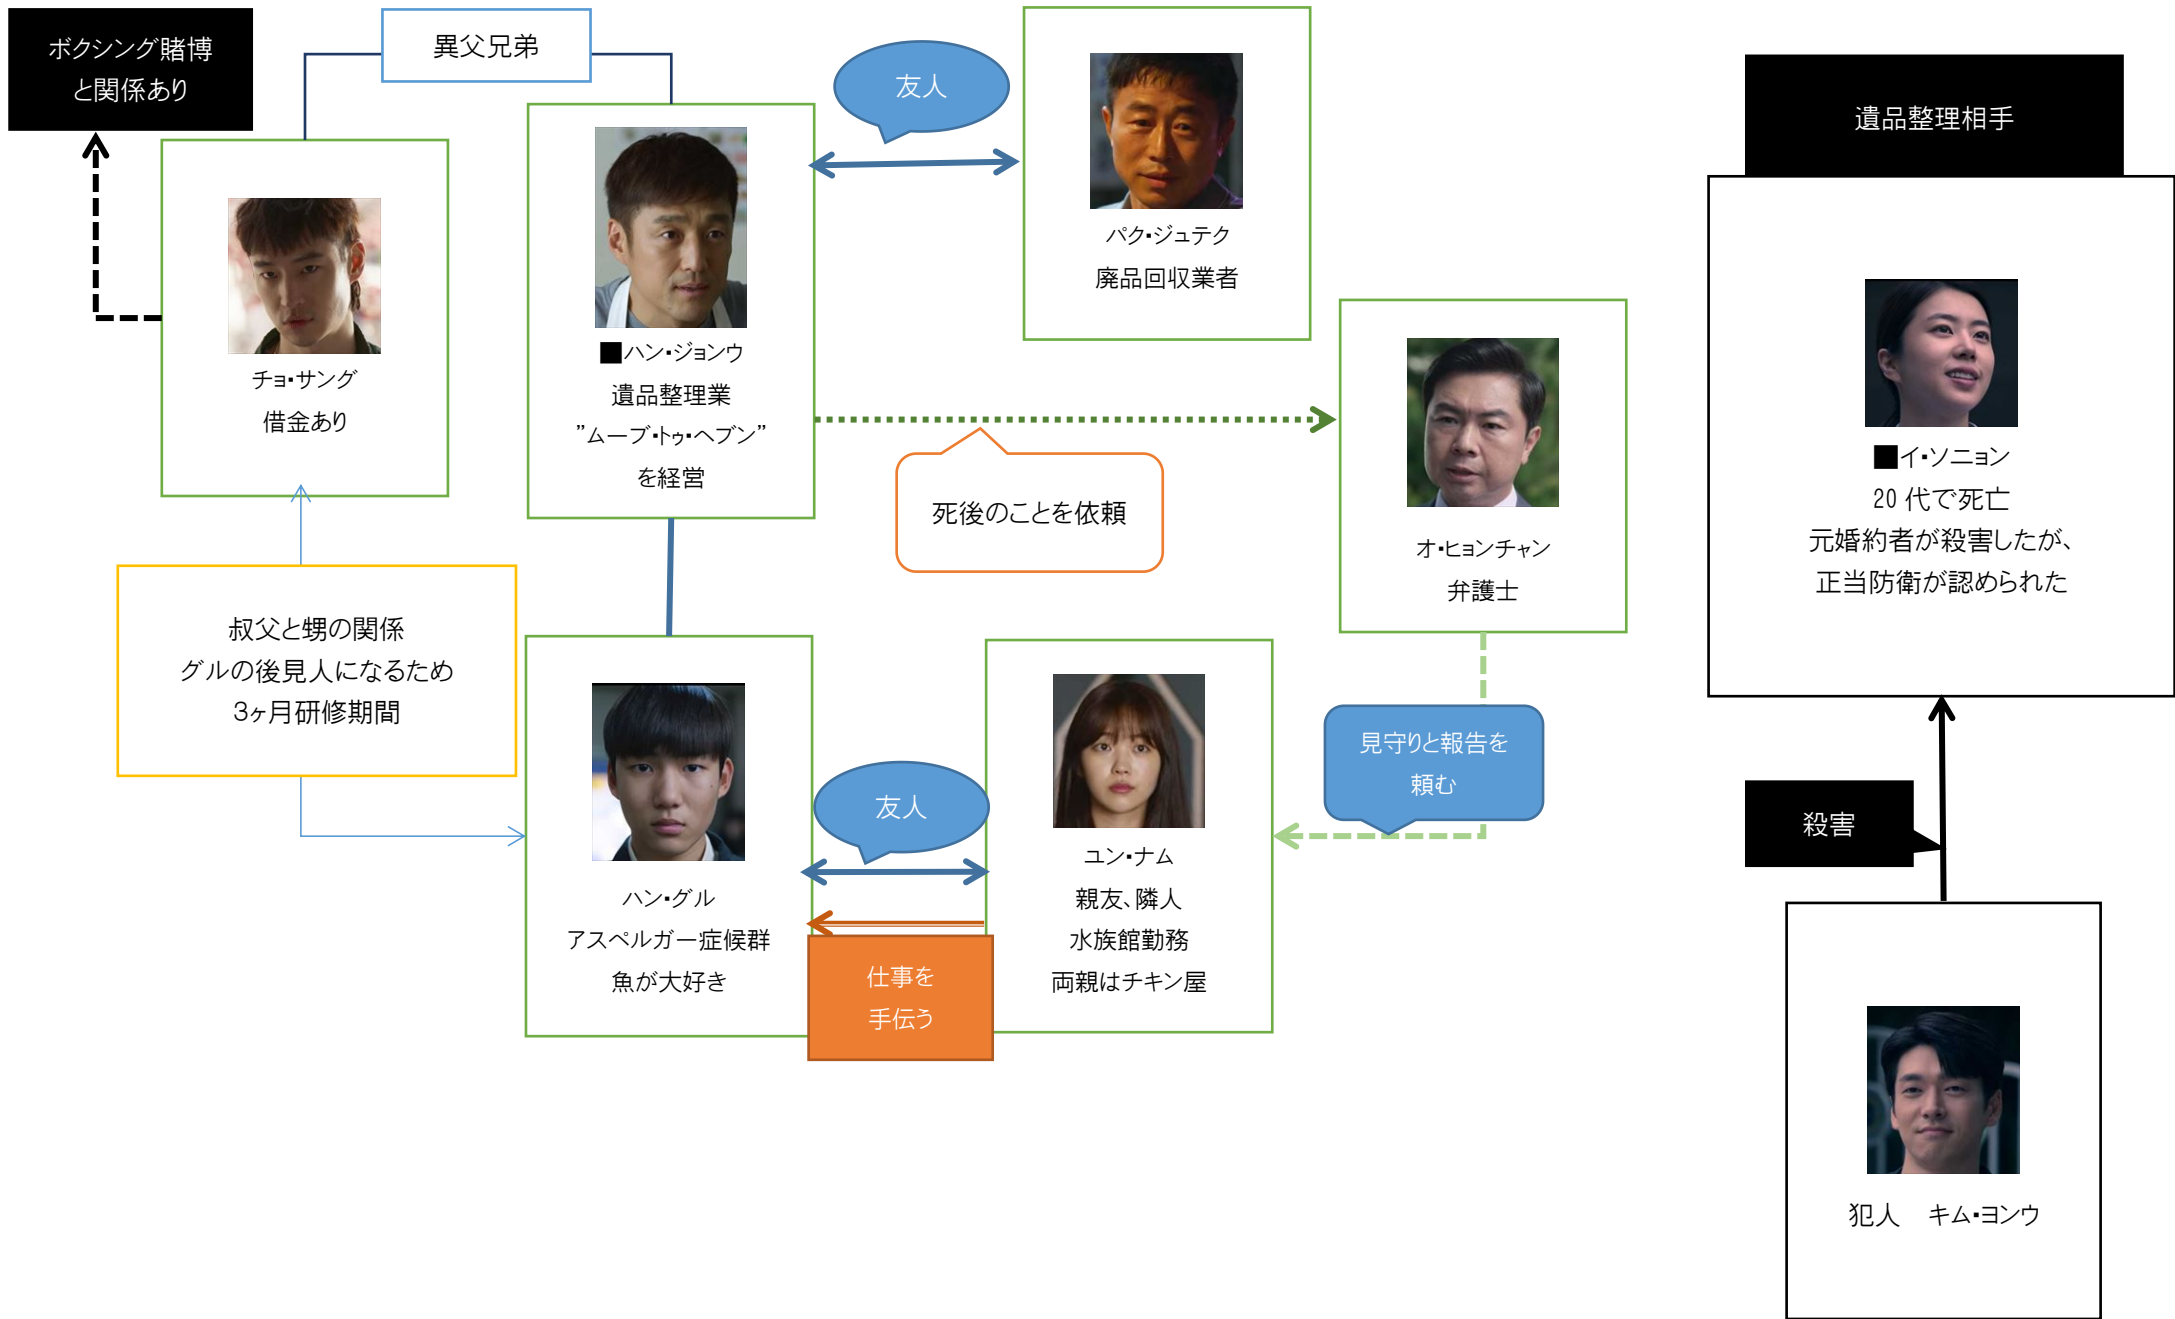 ボクシング賭博
と関係あり
異父兄弟
友人
遺品整理相手
チョ・サング
借金あり
■ハン・ジョンウ
遺品整理業
”ムーブ・トゥ・ヘブン”
を経営
パク・ジュテク
廃品回収業者
死後のことを依頼
オ・ヒョンチャン
弁護士
■イ・ソニョン
20代で死亡
元婚約者が殺害したが、
正当防衛が認められた
叔父と甥の関係
グルの後見人になるため
3ヶ月研修期間
ハン・グル
アスペルガー症候群
魚が大好き
友人
仕事を
手伝う
ユン・ナム
親友、隣人
水族館勤務
両親はチキン屋
見守りと報告を
頼む
殺害
犯人　キム・ヨンウ